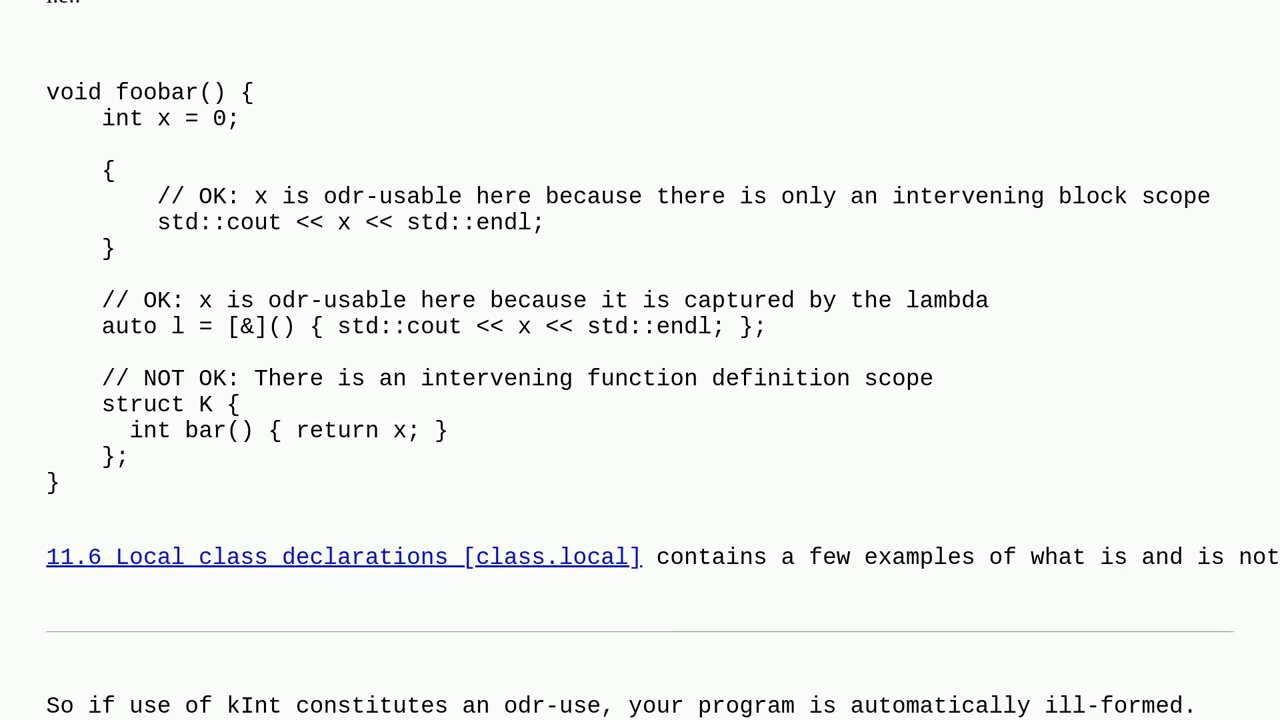 void foobar() {
    int x = 0;

    {
        // OK: x is odr-usable here because there is only an intervening block scope
        std::cout << x << std::endl;
    }

    // OK: x is odr-usable here because it is captured by the lambda
    auto l = [&]() { std::cout << x << std::endl; };

    // NOT OK: There is an intervening function definition scope
    struct K {
      int bar() { return x; }
    };
}

11.6 Local class declarations [class.local] contains a few examples of what is and is not

So if use of kInt constitutes an odr-use, your program is automatically ill-formed.